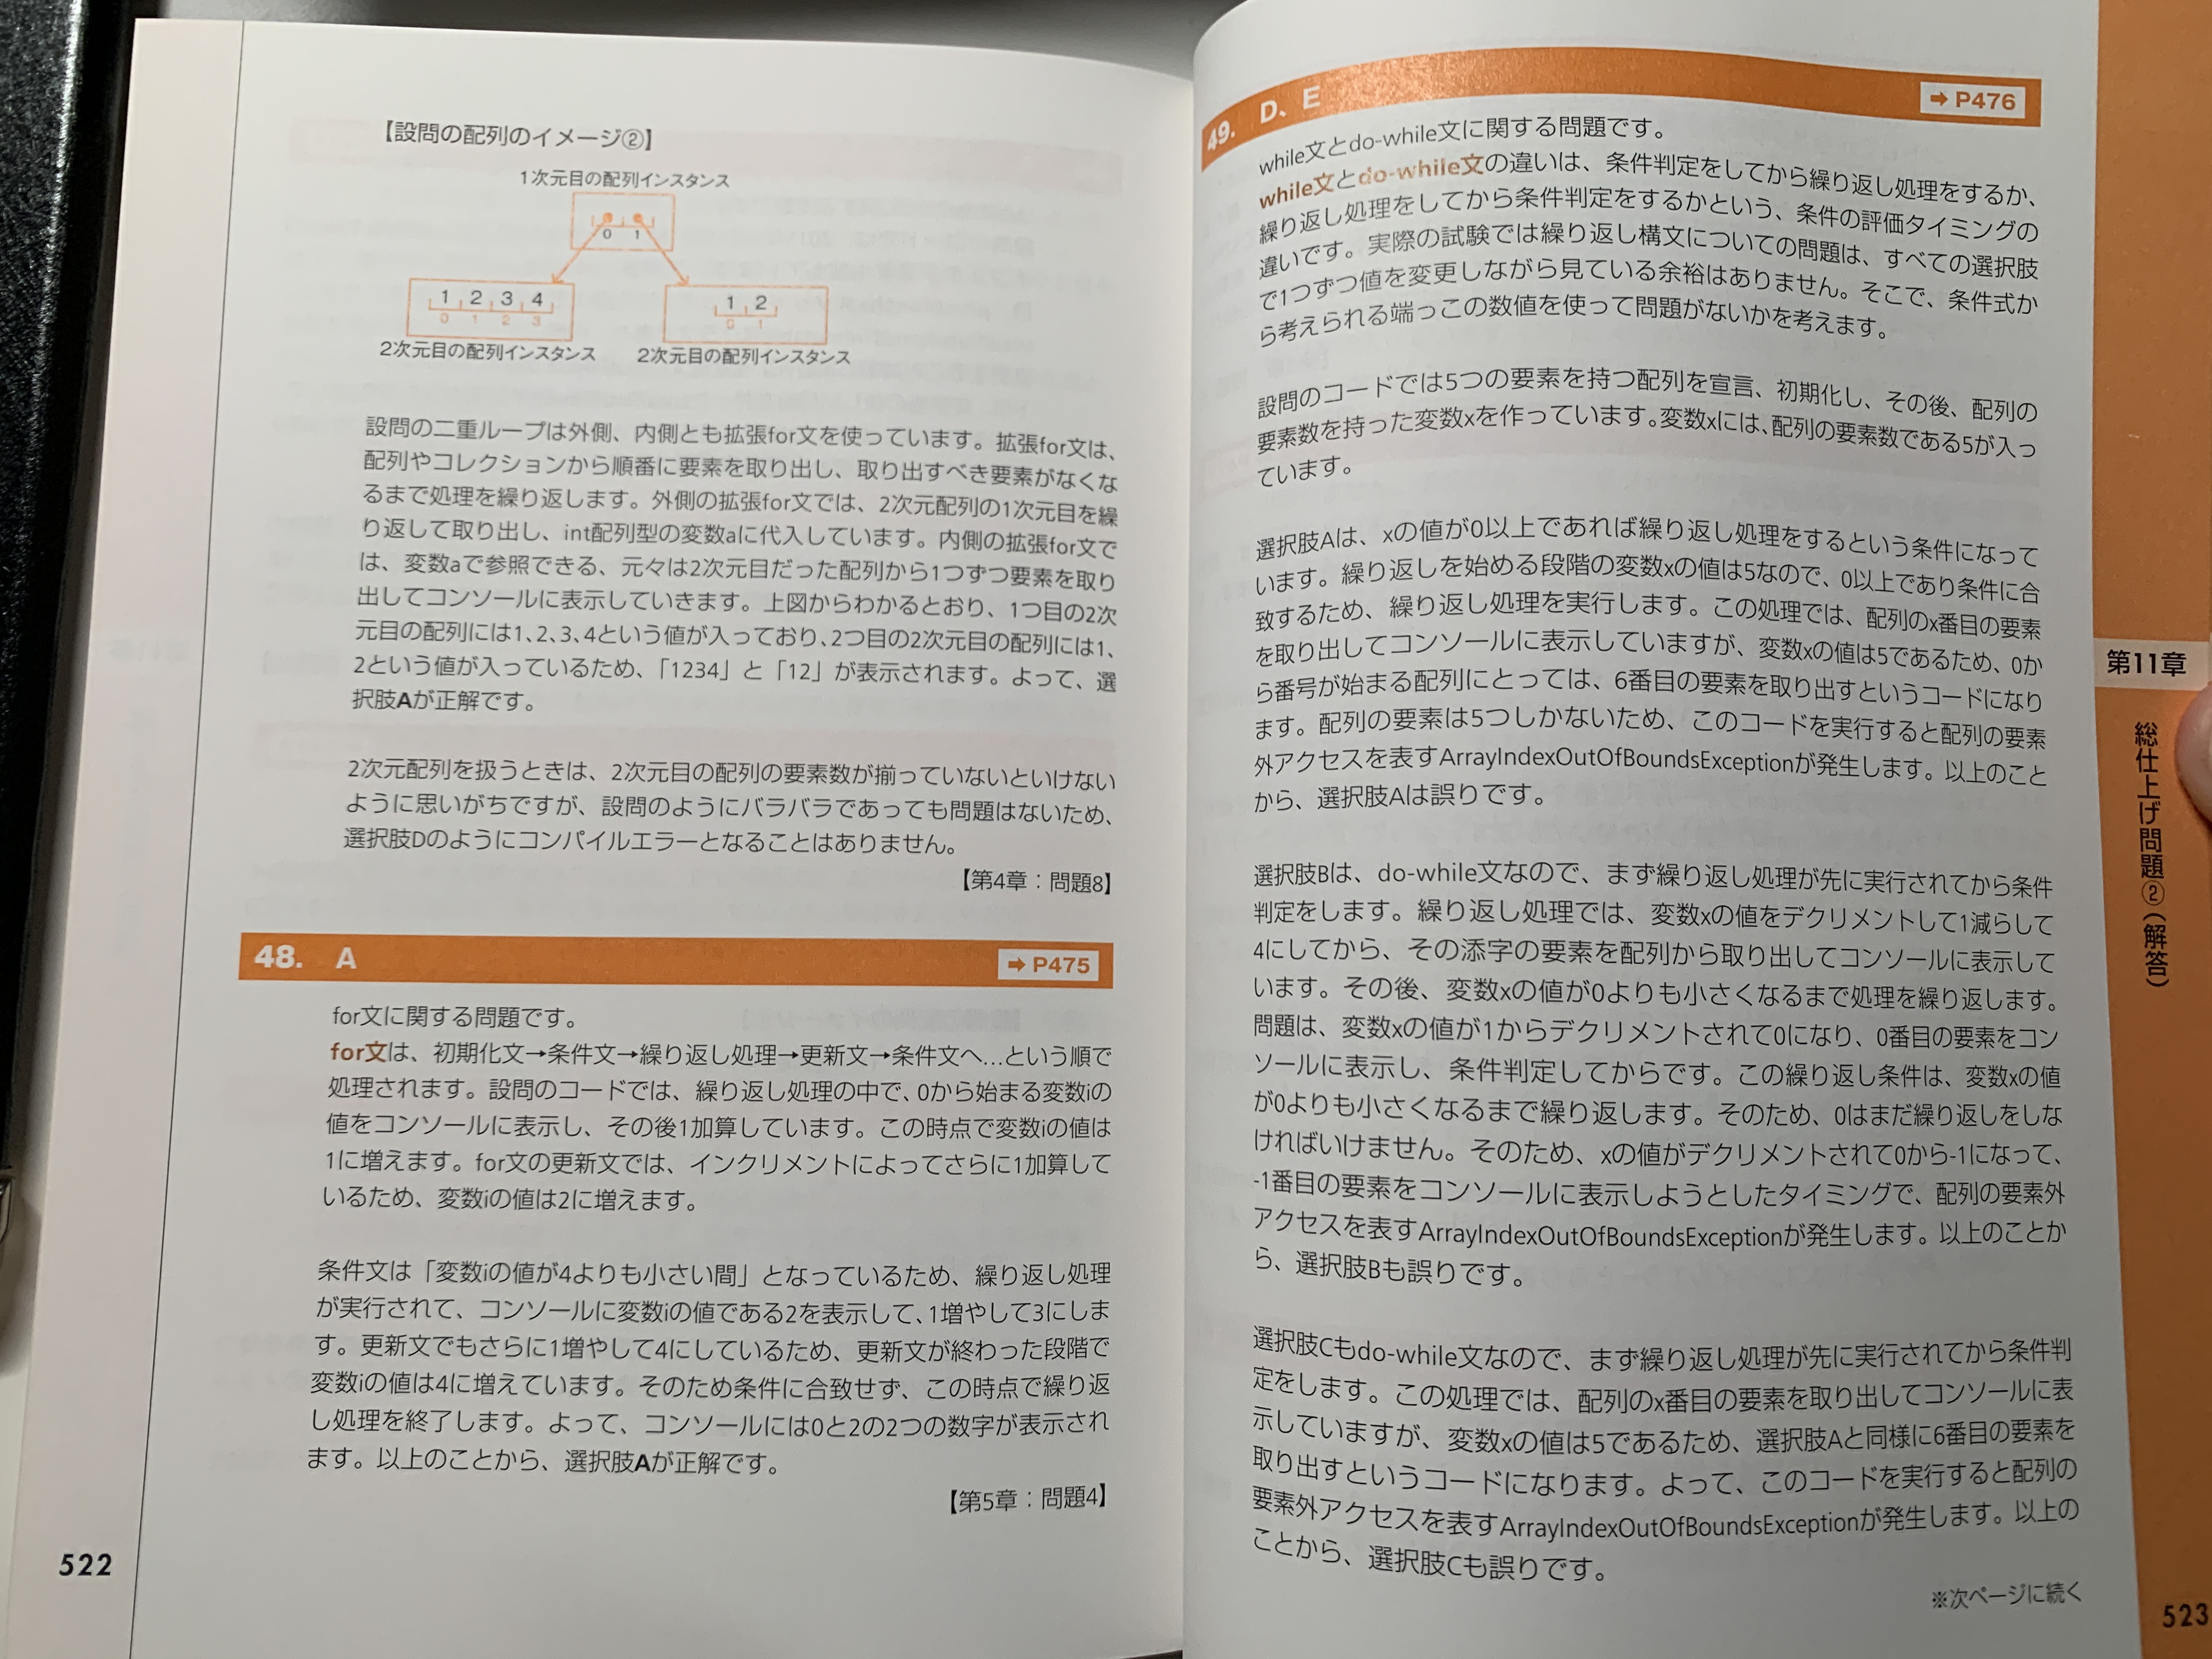 【設問の配列のイメージ②】
1次元目の配列インスタンス
0 1
1 2 3 4
0 1 2 3
1 2
0 1
2次元目の配列インスタンス
2次元目の配列インスタンス
設問の二重ループは外側、内側とも拡張for文を使っています。拡張for文は、
配列やコレクションから順番に要素を取り出し、取り出すべき要素がなくな
るまで処理を繰り返します。外側の拡張for文では、2次元配列の1次元目を繰
り返して取り出し、int配列型の変数aに代入しています。内側の拡張for文で
は、変数aで参照できる、元々は2次元目だった配列から1つずつ要素を取り
出してコンソールに表示していきます。上図からわかるとおり、1つ目の2次
元目の配列には1、2、3、4という値が入っており、2つ目の2次元目の配列には1、
2という値が入っているため、「1234」と「12」が表示されます。よって、選
択肢Aが正解です。
2次元配列を扱うときは、2次元目の配列の要素数が揃っていないといけない
ように思いがちですが、設問のようにバラバラであっても問題はないため、
選択肢Dのようにコンパイルエラーとなることはありません。
【第4章：問題8】
48. A
➡ P475
for文に関する問題です。
for文は、初期化文→条件文→繰り返し処理→更新文→条件文へ…という順で
処理されます。設問のコードでは、繰り返し処理の中で、0から始まる変数iの
値をコンソールに表示し、その後1加算しています。この時点で変数iの値は
1に増えます。for文の更新文では、インクリメントによってさらに1加算して
いるため、変数iの値は2に増えます。
条件文は「変数iの値が4よりも小さい間」となっているため、繰り返し処理
が実行されて、コンソールに変数iの値である2を表示して、1増やして3にしま
す。更新文でもさらに1増やして4にしているため、更新文が終わった段階で
変数iの値は4に増えています。そのため条件に合致せず、この時点で繰り返
し処理を終了します。よって、コンソールには0と2の2つの数字が表示され
ます。以上のことから、選択肢Aが正解です。
【第5章：問題4】
522
49. D、E
➡ P476
while文とdo-while文に関する問題です。
while文とdo-while文の違いは、条件判定をしてから繰り返し処理をするか、
繰り返し処理をしてから条件判定をするかという、条件の評価タイミングの
違いです。実際の試験では繰り返し構文についての問題は、すべての選択肢
で1つずつ値を変更しながら見ている余裕はありません。そこで、条件式か
ら考えられる端っこの数値を使って問題がないかを考えます。
設問のコードでは5つの要素を持つ配列を宣言、初期化し、その後、配列の
要素数を持った変数xを作っています。変数xには、配列の要素数である5が入っ
ています。
選択肢Aは、xの値が0以上であれば繰り返し処理をするという条件になって
います。繰り返しを始める段階の変数xの値は5なので、0以上であり条件に合
致するため、繰り返し処理を実行します。この処理では、配列のx番目の要素
を取り出してコンソールに表示していますが、変数xの値は5であるため、0か
ら番号が始まる配列にとっては、6番目の要素を取り出すというコードになり
ます。配列の要素は5つしかないため、このコードを実行すると配列の要素
外アクセスを表すArrayIndexOutOfBoundsExceptionが発生します。以上のこと
から、選択肢Aは誤りです。
選択肢Bは、do-while文なので、まず繰り返し処理が先に実行されてから条件
判定をします。繰り返し処理では、変数xの値をデクリメントして1減らして
4にしてから、その添字の要素を配列から取り出してコンソールに表示して
います。その後、変数xの値が0よりも小さくなるまで処理を繰り返します。
問題は、変数xの値が1からデクリメントされて0になり、0番目の要素をコン
ソールに表示し、条件判定してからです。この繰り返し条件は、変数xの値
が0よりも小さくなるまで繰り返します。そのため、0はまだ繰り返しをしな
ければいけません。そのため、xの値がデクリメントされて0から-1になって、
-1番目の要素をコンソールに表示しようとしたタイミングで、配列の要素外
アクセスを表すArrayIndexOutOfBoundsExceptionが発生します。以上のことか
ら、選択肢Bも誤りです。
選択肢Cもdo-while文なので、まず繰り返し処理が先に実行されてから条件判
定をします。この処理では、配列のx番目の要素を取り出してコンソールに表
示していますが、変数xの値は5であるため、選択肢Aと同様に6番目の要素を
取り出すというコードになります。よって、このコードを実行すると配列の
要素外アクセスを表すArrayIndexOutOfBoundsExceptionが発生します。以上の
ことから、選択肢Cも誤りです。
※次ページに続く
第11章
総仕上げ問題②（解答）
523